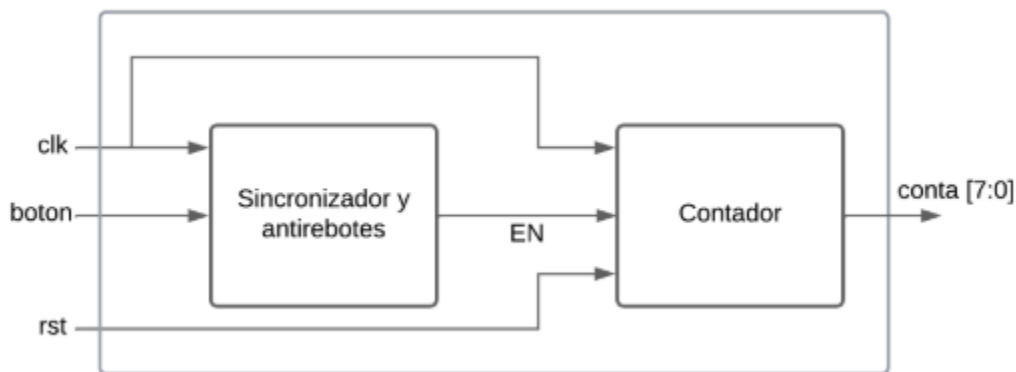 clk
boton
rst
Sincronizador y
antirebotes
EN
Contador
conta [7:0]